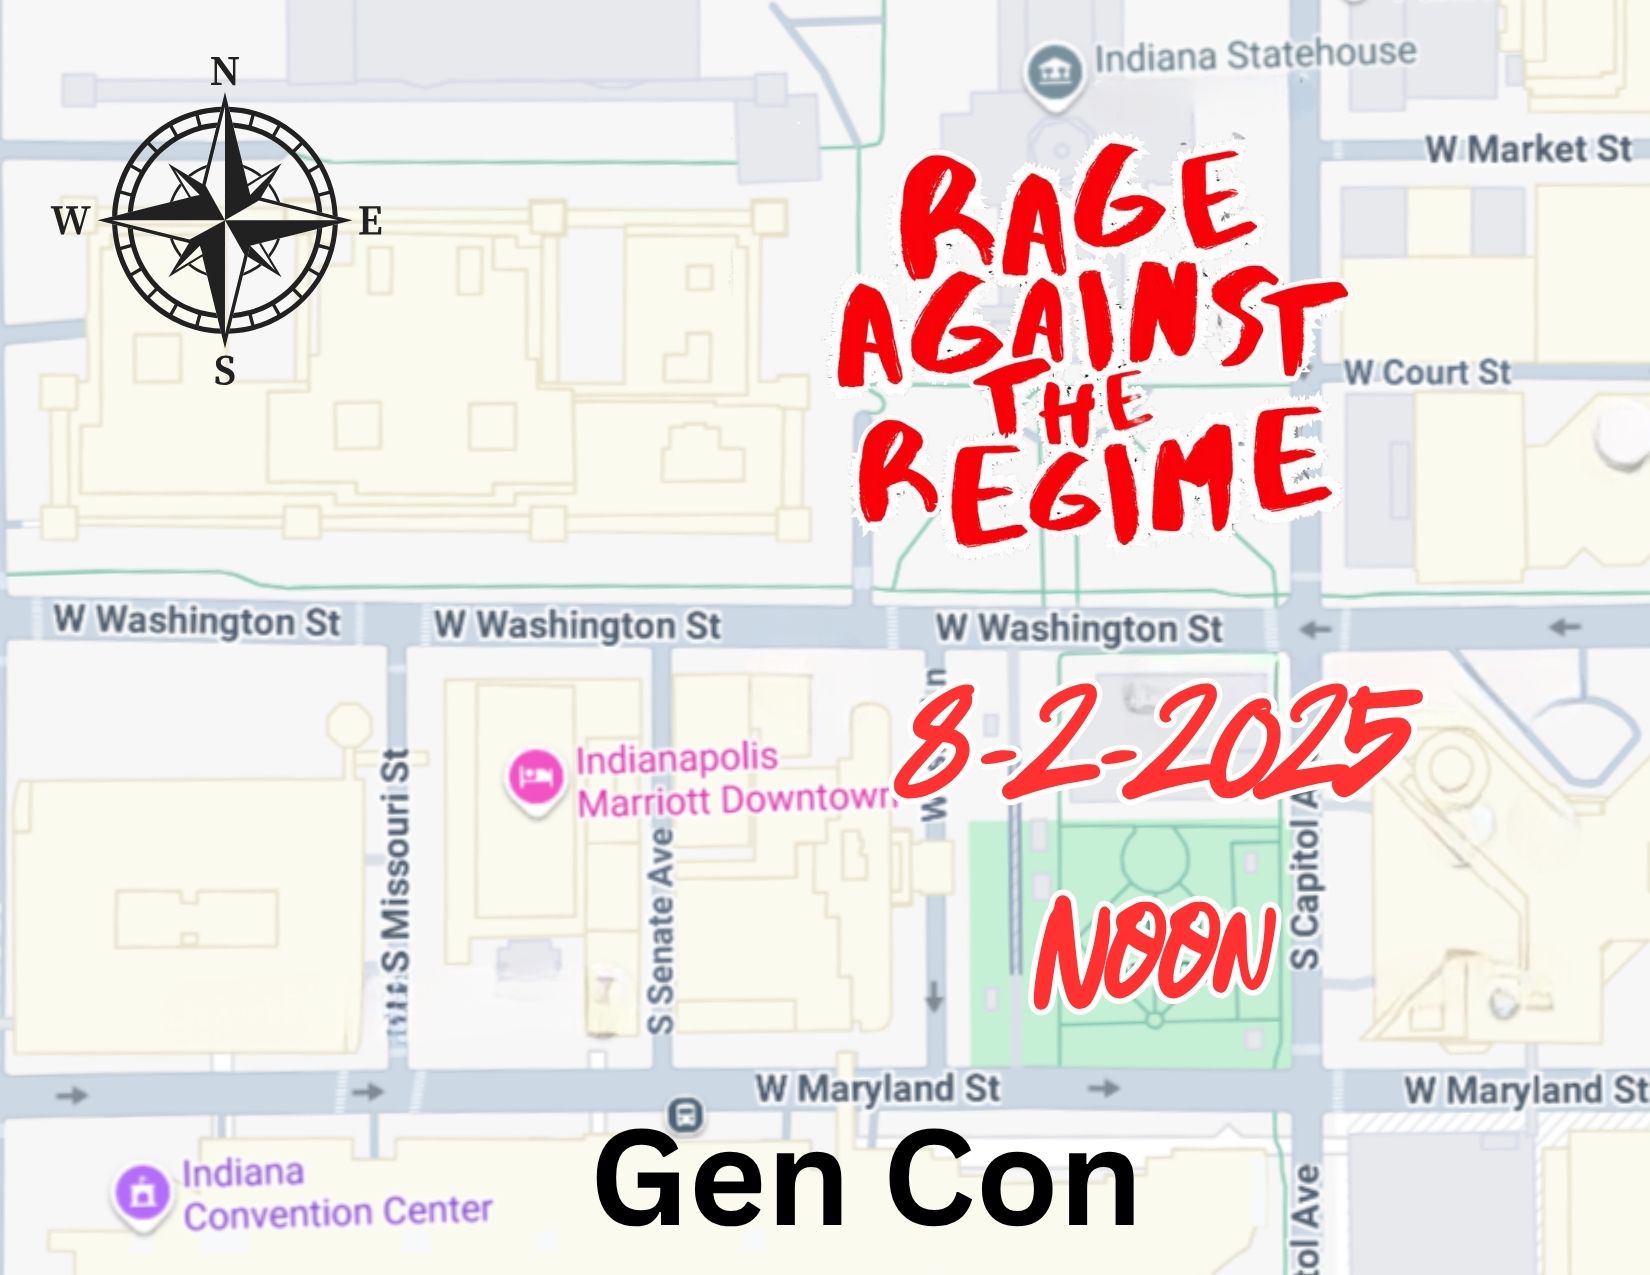 N
W
E
S
Indiana Statehouse
W Market St
RAGE
AGAINST
THE
REGIME
W Court St
W Washington St
W Washington St
W Washington St
8-2-2025
Indianapolis
Marriott Downtown
S Missouri St
S Senate Ave
S Capitol A
NOON
W Maryland St
W Maryland St
Gen Con
Indiana
Convention Center
tol Ave